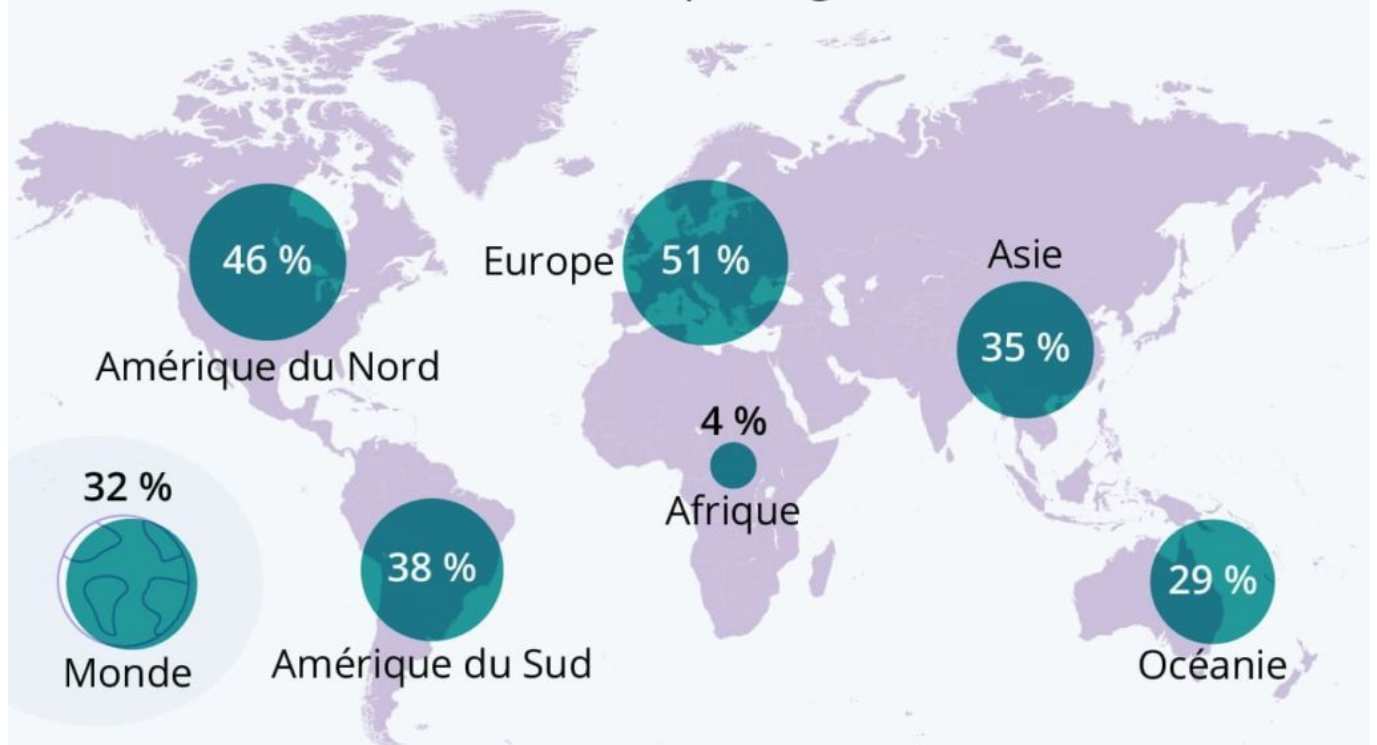 46 %
Amérique du Nord
Europe
51 %
Asie
35 %
4 %
Afrique
32 %
Monde
38 %
Amérique du Sud
29 %
Océanie